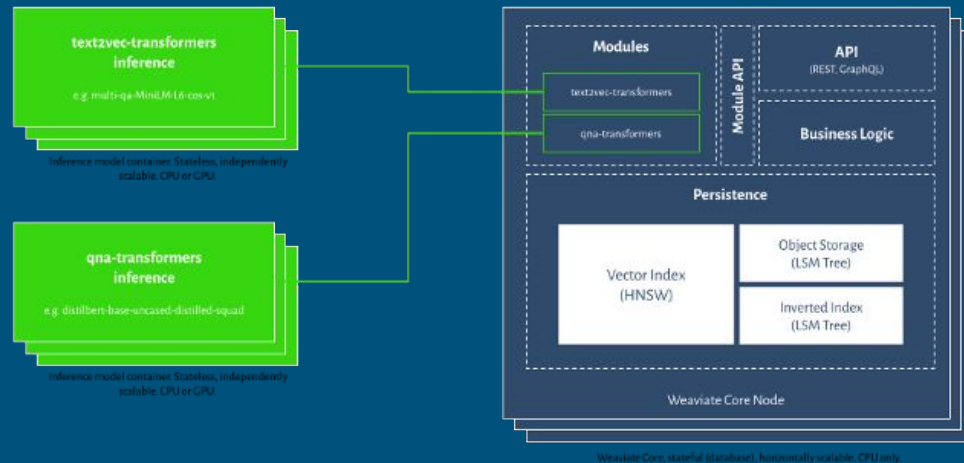 text2vec-transformers
inference
e.g. multi-qa-MiniLM-L6-cos-v1
Inference model container. Stateless, independently
scalable. CPU or GPU.
qna-transformers
inference
e.g. distilbert-base-uncased-distilled-squad
Inference model container. Stateless, independently
scalable. CPU or GPU.
Modules
text2vec-transformers
qna-transformers
Module API
API
(REST, GraphQL)
Business Logic
Persistence
Vector Index
(HNSW)
Object Storage
(LSM Tree)
Inverted Index
(LSM Tree)
Weaviate Core Node
Weaviate Core, stateful (database), horizontally scalable. CPU only.